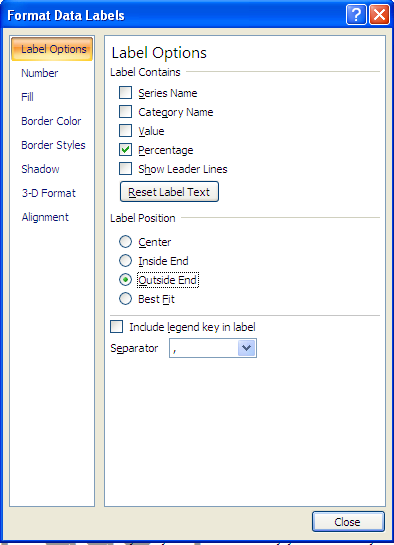 Format Data Labels
Label Options
Number
Fill
Border Color
Border Styles
Shadow
3-D Format
Alignment
Label Options
Label Contains
Series Name
Category Name
Value
Percentage
Show Leader Lines
Reset Label Text
Label Position
Center
Inside End
Outside End
Best Fit
Include legend key in label
Separator ,
Close